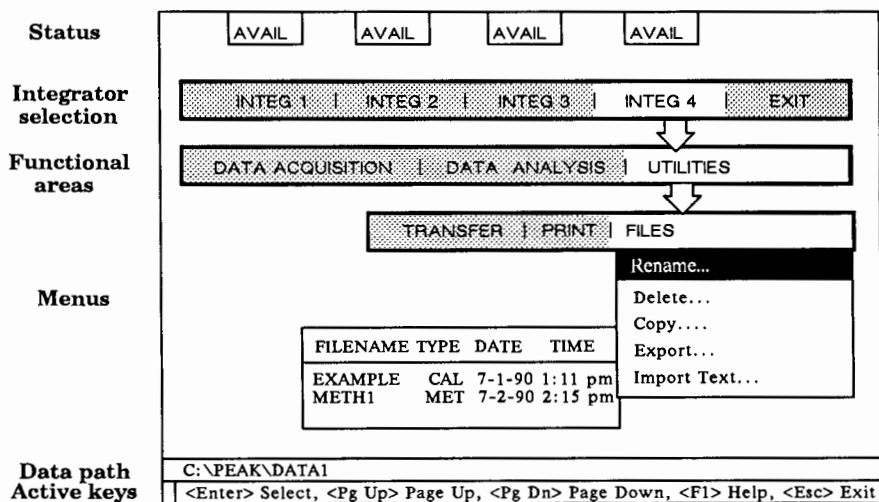 Status
AVAIL AVAIL AVAIL AVAIL
Integrator selection
INTEG 1 | INTEG 2 | INTEG 3 | INTEG 4 | EXIT
Functional areas
DATA ACQUISITION | DATA ANALYSIS | UTILITIES
TRANSFER | PRINT | FILES
Menus
Rename...
Delete...
Copy....
Export...
Import Text...
FILENAME TYPE DATE TIME
EXAMPLE CAL 7-1-90 1:11 pm
METH1 MET 7-2-90 2:15 pm
Data path
C:\PEAK\DATA1
Active keys
<Enter> Select, <Pg Up> Page Up, <Pg Dn> Page Down, <F1> Help, <Esc> Exit